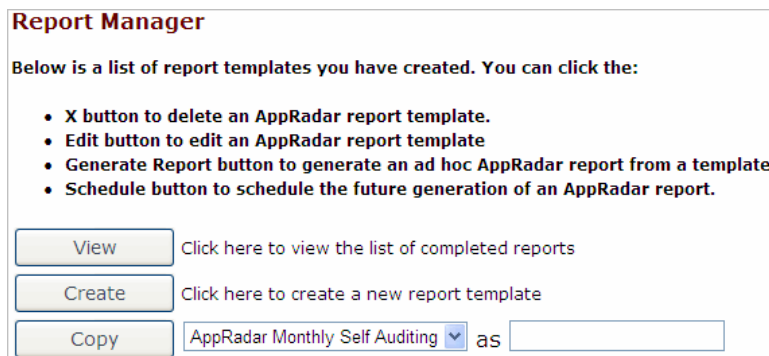 Report Manager
Below is a list of report templates you have created. You can click the:
• X button to delete an AppRadar report template.
• Edit button to edit an AppRadar report template
• Generate Report button to generate an ad hoc AppRadar report from a template
• Schedule button to schedule the future generation of an AppRadar report.
View Click here to view the list of completed reports
Create Click here to create a new report template
Copy AppRadar Monthly Self Auditing as